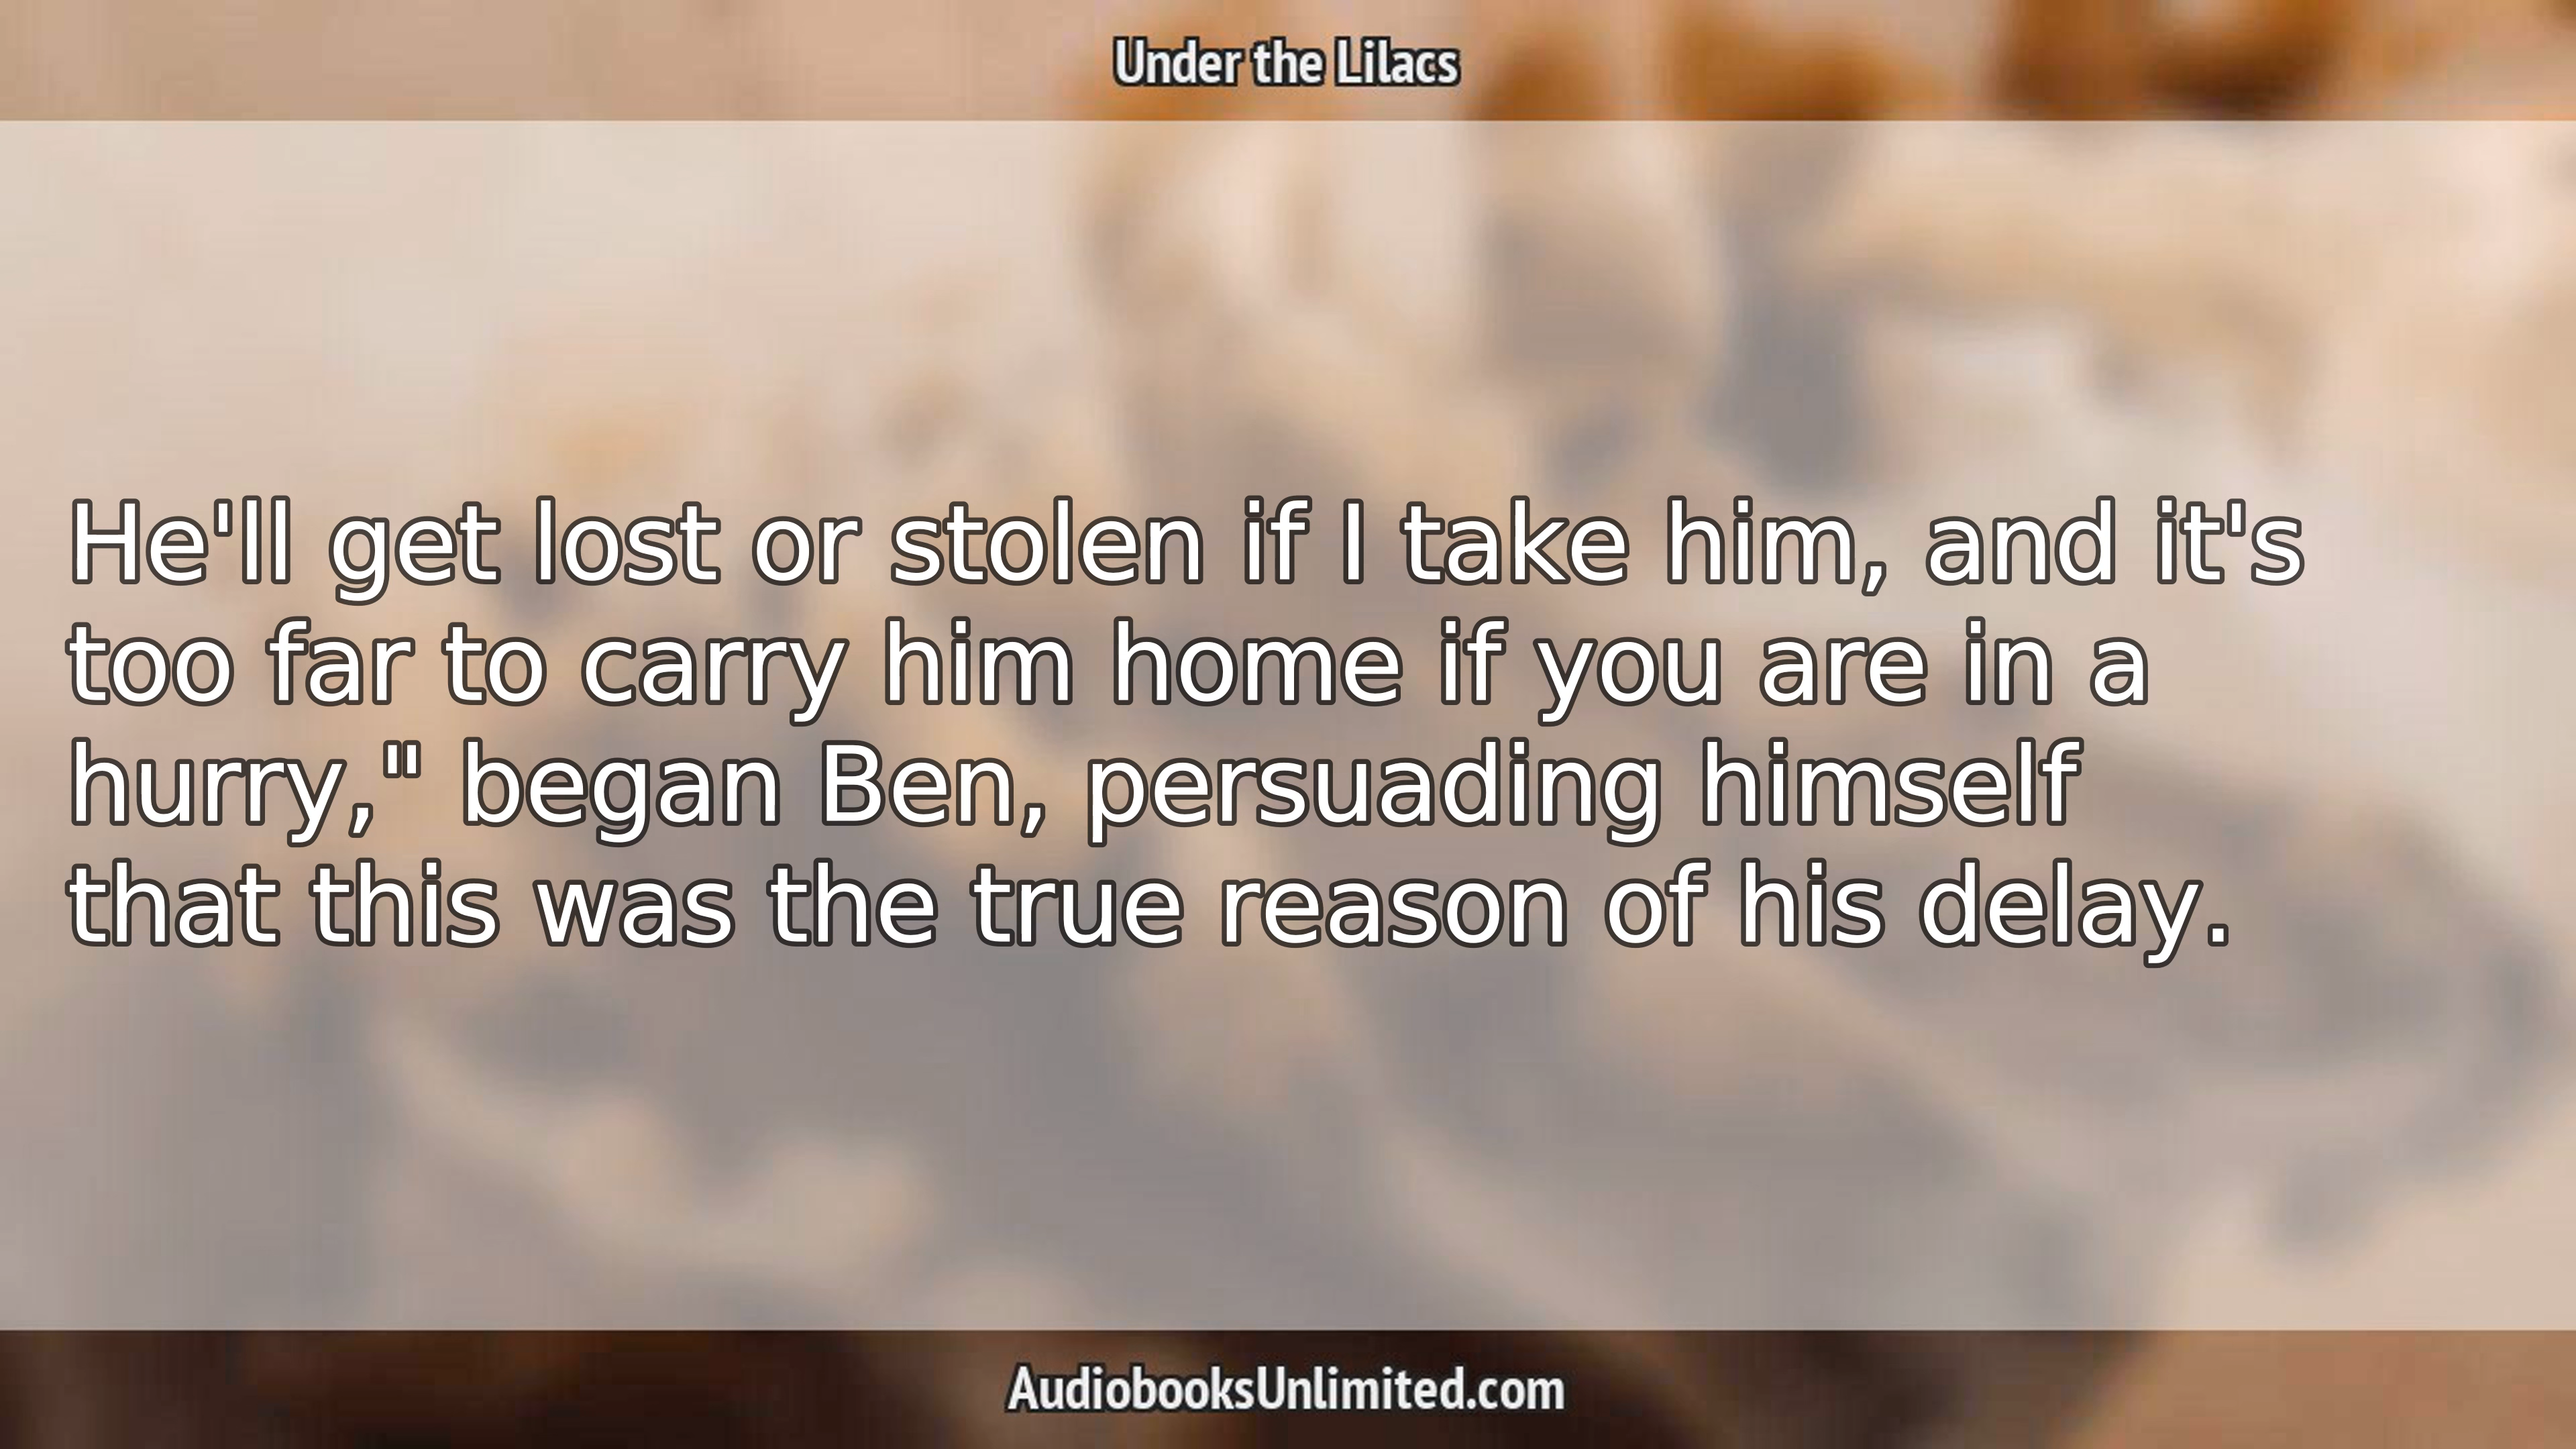 Under the Lilacs
He'll get lost or stolen if I take him, and it's
too far to carry him home if you are in a
hurry," began Ben, persuading himself
that this was the true reason of his delay.
AudiobooksUnlimited.com